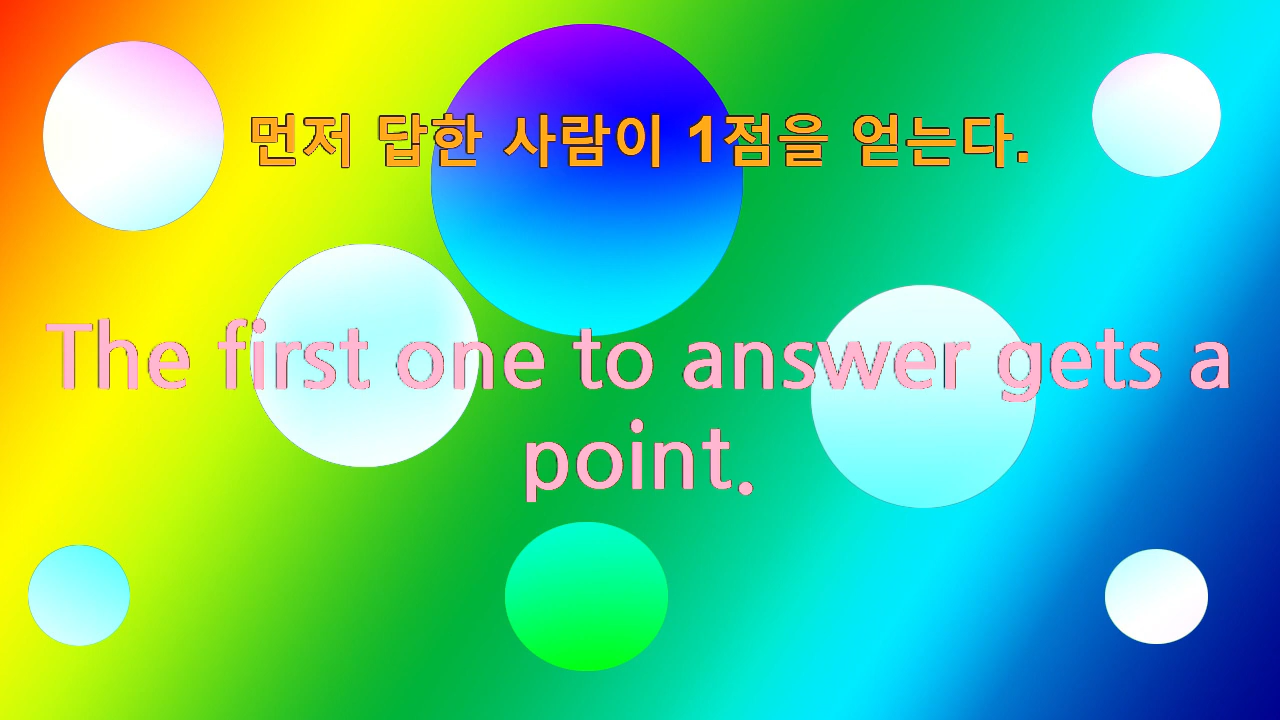 먼저 답한 사람이 1점을 얻는다.
The first one to answer gets a
point.